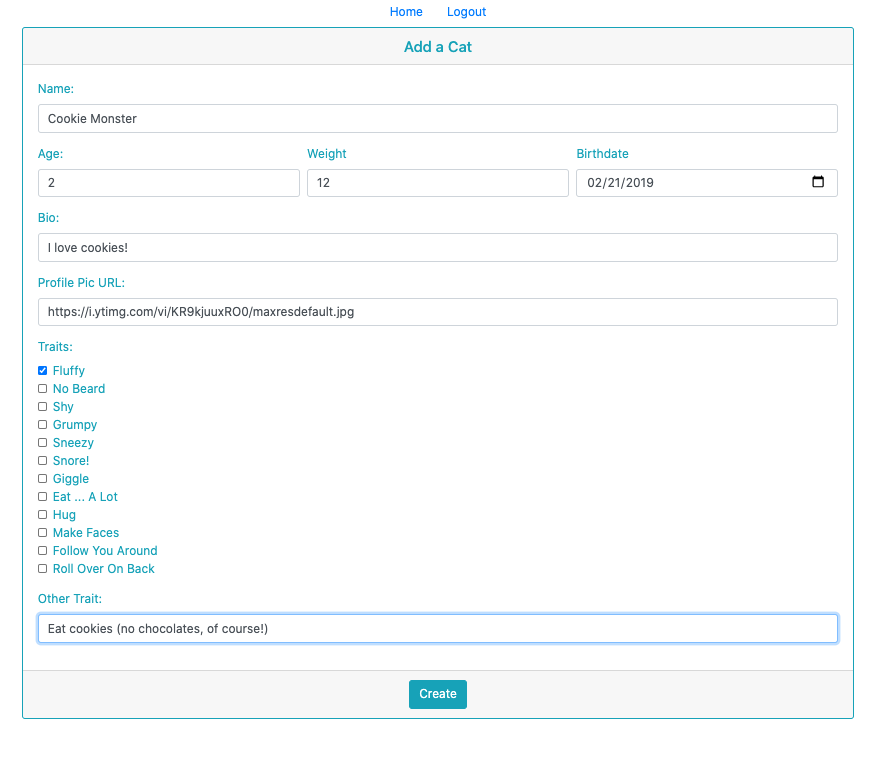 Home Logout
Add a Cat
Name:
Cookie Monster
Age: Weight Birthdate
2 12 02/21/2019
Bio:
I love cookies!
Profile Pic URL:
https://i.ytimg.com/vi/KR9kjuuxRO0/maxresdefault.jpg
Traits:
Fluffy
No Beard
Shy
Grumpy
Sneezy
Snore!
Giggle
Eat ... A Lot
Hug
Make Faces
Follow You Around
Roll Over On Back
Other Trait:
Eat cookies (no chocolates, of course!)
Create